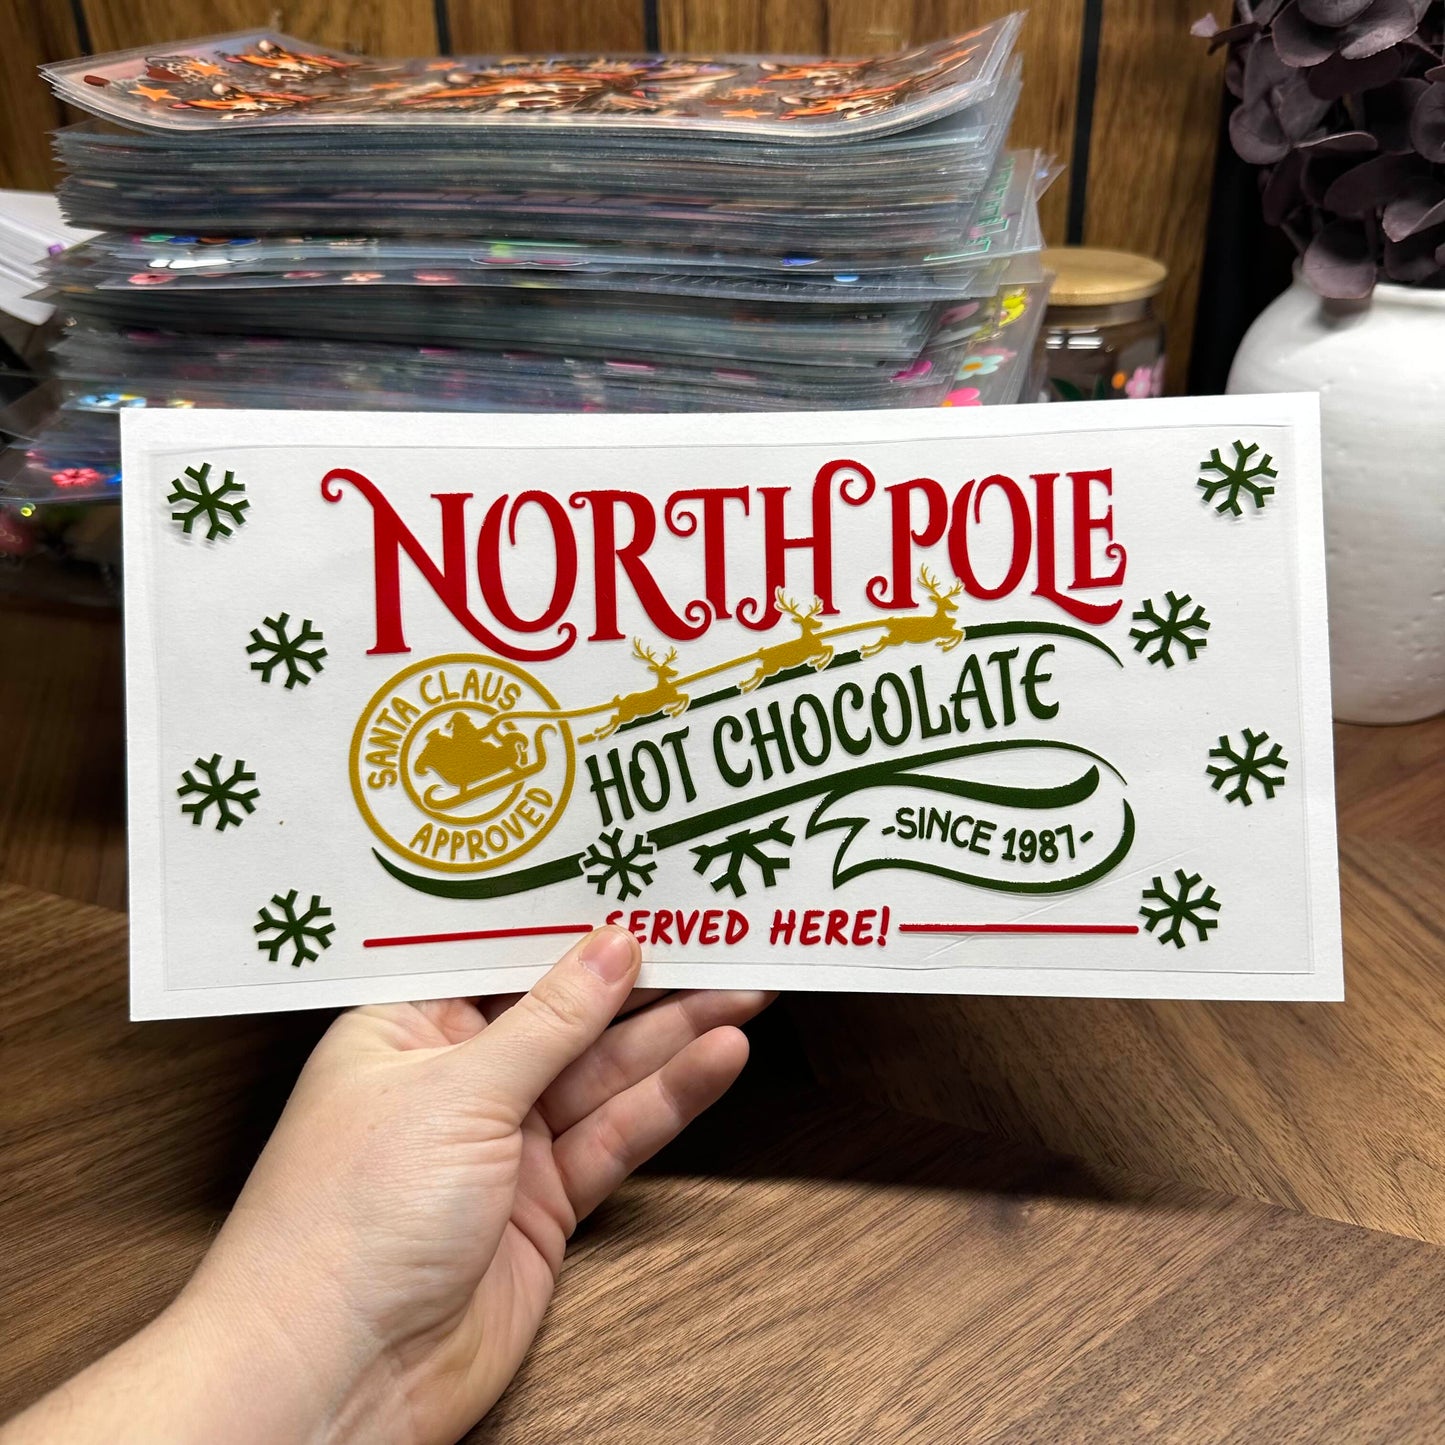 NORTH POLE
SANTA CLAUS
APPROVED
HOT CHOCOLATE
-SINCE 1987-
SERVED HERE!